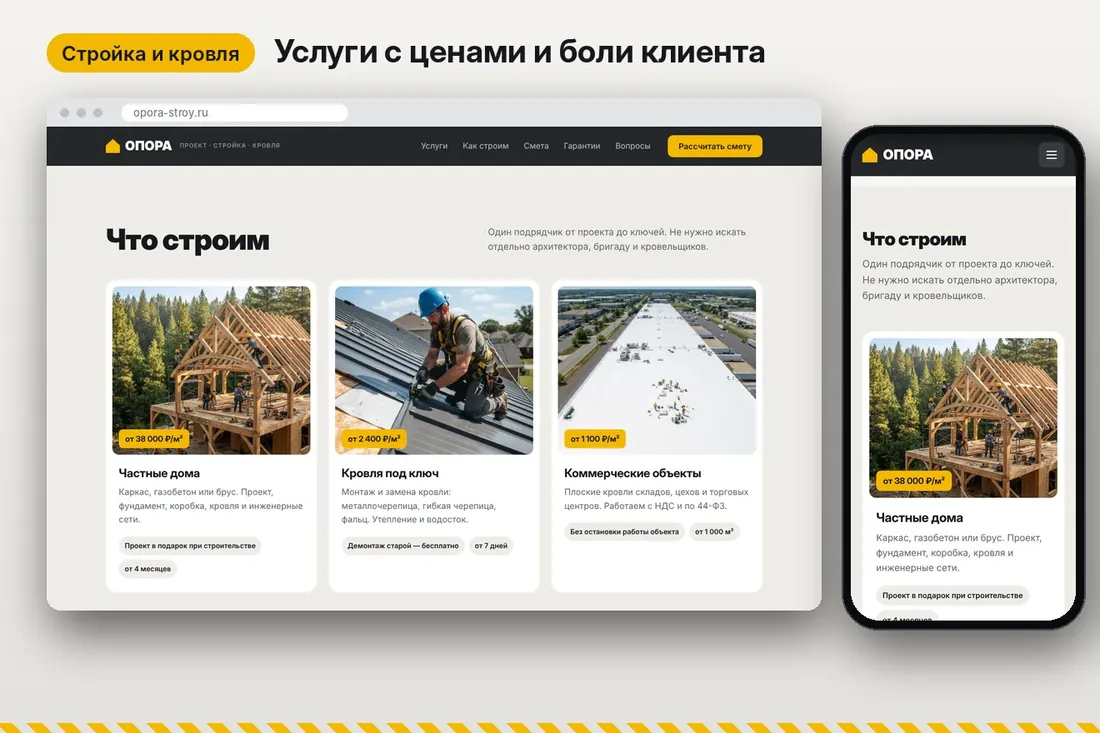 Стройка и кровля
Услуги с ценами и боли клиента
opora-stroy.ru
ОПОРА
ПРОЕКТ · СТРОЙКА · КРОВЛЯ
Услуги
Как строим
Смета
Гарантии
Вопросы
Рассчитать смету
Что строим
Один подрядчик от проекта до ключей. Не нужно искать
отдельно архитектора, бригаду и кровельщиков.
от 38 000 ₽/м²
Частные дома
Каркас, газобетон или брус. Проект,
фундамент, коробка, кровля и инженерные
сети.
Проект в подарок при строительстве
от 4 месяцев
от 2 400 ₽/м²
Кровля под ключ
Монтаж и замена кровли:
металлочерепица, гибкая черепица,
фальц. Утепление и водосток.
Демонтаж старой — бесплатно
от 7 дней
от 1 100 ₽/м²
Коммерческие объекты
Плоские кровли складов, цехов и торговых
центров. Работаем с НДС и по 44-ФЗ.
Без остановки работы объекта
от 1 000 м²
ОПОРА
Что строим
Один подрядчик от проекта до ключей.
Не нужно искать отдельно архитектора,
бригаду и кровельщиков.
от 38 000 ₽/м²
Частные дома
Каркас, газобетон или брус. Проект,
фундамент, коробка, кровля и
инженерные сети.
Проект в подарок при строительстве
от 4 месяцев